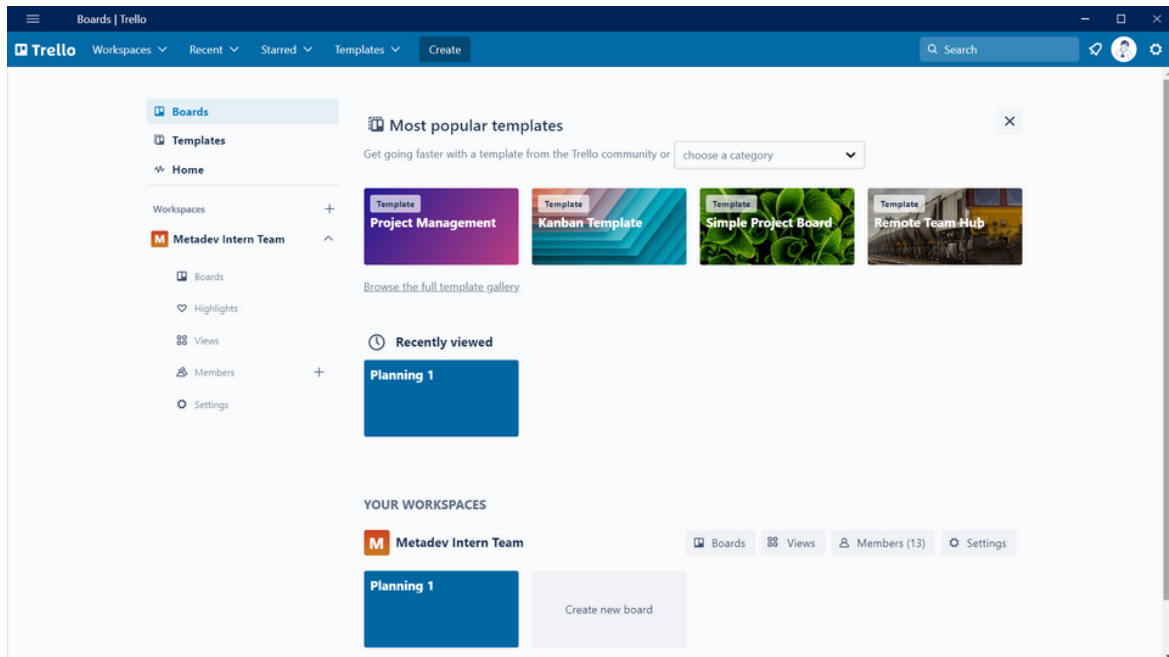 Boards | Trello
Trello Workspaces Recent Starred Templates Create Search
Boards
Templates
Home
Workspaces
M Metadev Intern Team
Boards
Highlights
Views
Members
Settings
Most popular templates
Get going faster with a template from the Trello community or choose a category
Template
Project Management
Template
Kanban Template
Template
Simple Project Board
Template
Remote Team Hub
Browse the full template gallery
Recently viewed
Planning 1
YOUR WORKSPACES
M Metadev Intern Team Boards Views Members (13) Settings
Planning 1
Create new board